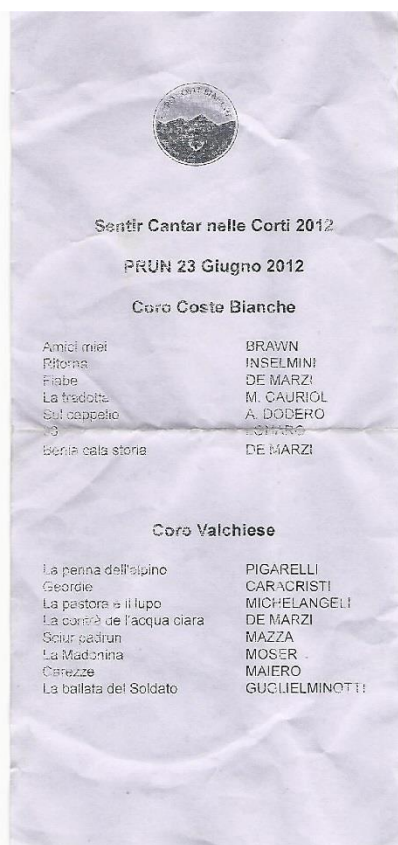 CORTE BIANCHE
Sentir Cantar nelle Corti 2012
PRUN 23 Giugno 2012
Coro Coste Bianche
Amici miei BRAWN
Ritorna INSELMINI
Fiabe DE MARZI
La tradotta M. CAURIOL
Sul cappello A. DODERO
Benia cala storia DE MARZI
Coro Valchiese
La penna dell'alpino PIGARELLI
Geordie CARACRISTI
La pastora e il lupo MICHELANGELI
La contrè de l'acqua ciara DE MARZI
Sciur padrun MAZZA
La Madonina MOSER
Carezze MAIERO
La ballata del Soldato GUGLIELMINOTTI